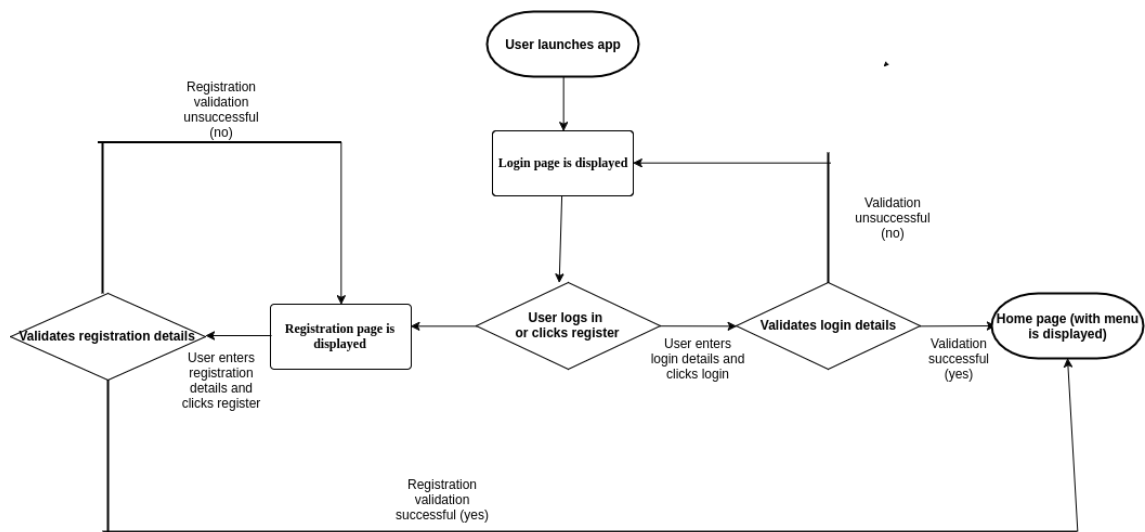 User launches app
Registration
validation
unsuccessful
(no)
Login page is displayed
Validation
unsuccessful
(no)
Validates registration details
Registration page is
displayed
User logs in
or clicks register
Validates login details
Home page (with menu
is displayed)
User enters
registration
details and
clicks register
User enters
login details and
clicks login
Validation
successful
(yes)
Registration
validation
successful (yes)